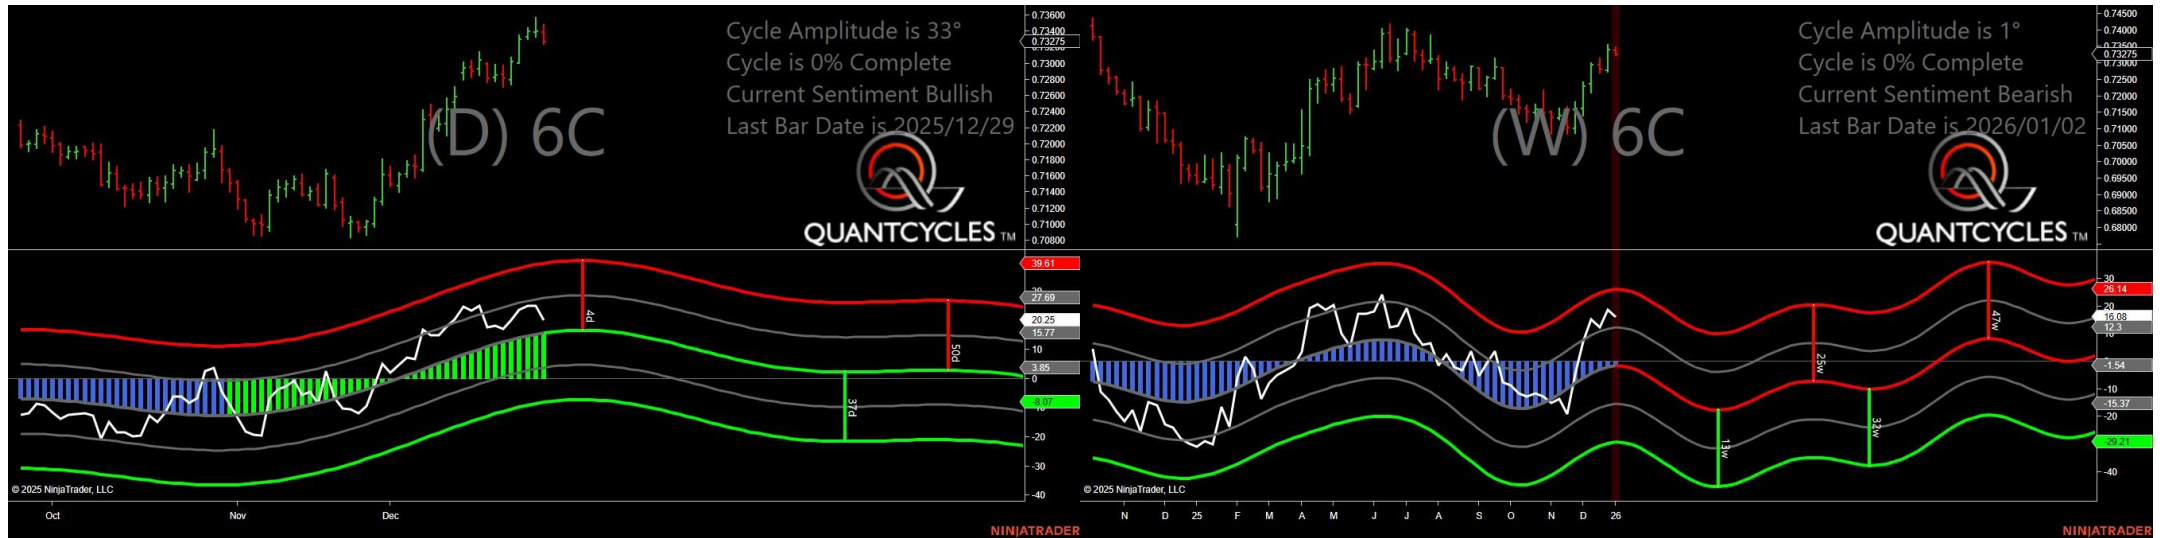 Cycle Amplitude is 33°
Cycle is 0% Complete
Current Sentiment Bullish
Last Bar Date is 2025/12/29
(D) 6C
QUANTCYCLES TM
0.73600
0.73400
0.73275
0.73000
0.72800
0.72600
0.72400
0.72200
0.72000
0.71800
0.71600
0.71400
0.71200
0.71000
0.70800
39.61
27.69
20.25
15.77
10
3.85
0
-8.07
-20
-30
-40
4d
37d
50d
© 2025 NinjaTrader, LLC
Oct
Nov
Dec
NINJATRADER
Cycle Amplitude is 1°
Cycle is 0% Complete
Current Sentiment Bearish
Last Bar Date is 2026/01/02
(W) 6C
QUANTCYCLES TM
0.74500
0.74000
0.73500
0.73275
0.73000
0.72500
0.72000
0.71500
0.71000
0.70500
0.70000
0.69500
0.69000
0.68500
0.68000
30
26.14
20
16.08
12.3
-1.54
-10
-15.37
-20
-29.21
-40
13w
25w
32w
47w
© 2025 NinjaTrader, LLC
N
D
25
F
M
A
M
J
J
A
S
O
N
D
26
NINJATRADER